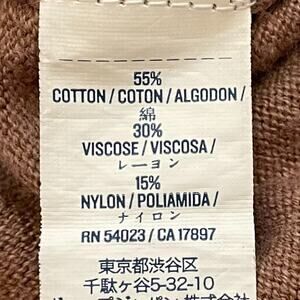 55%
COTTON / COTON / ALGODON /
綿
30%
VISCOSE / VISCOSA /
レーヨン
15%
NYLON / POLIAMIDA /
ナイロン
RN 54023 / CA 17897
東京都渋谷区
千駄ヶ谷5-32-10